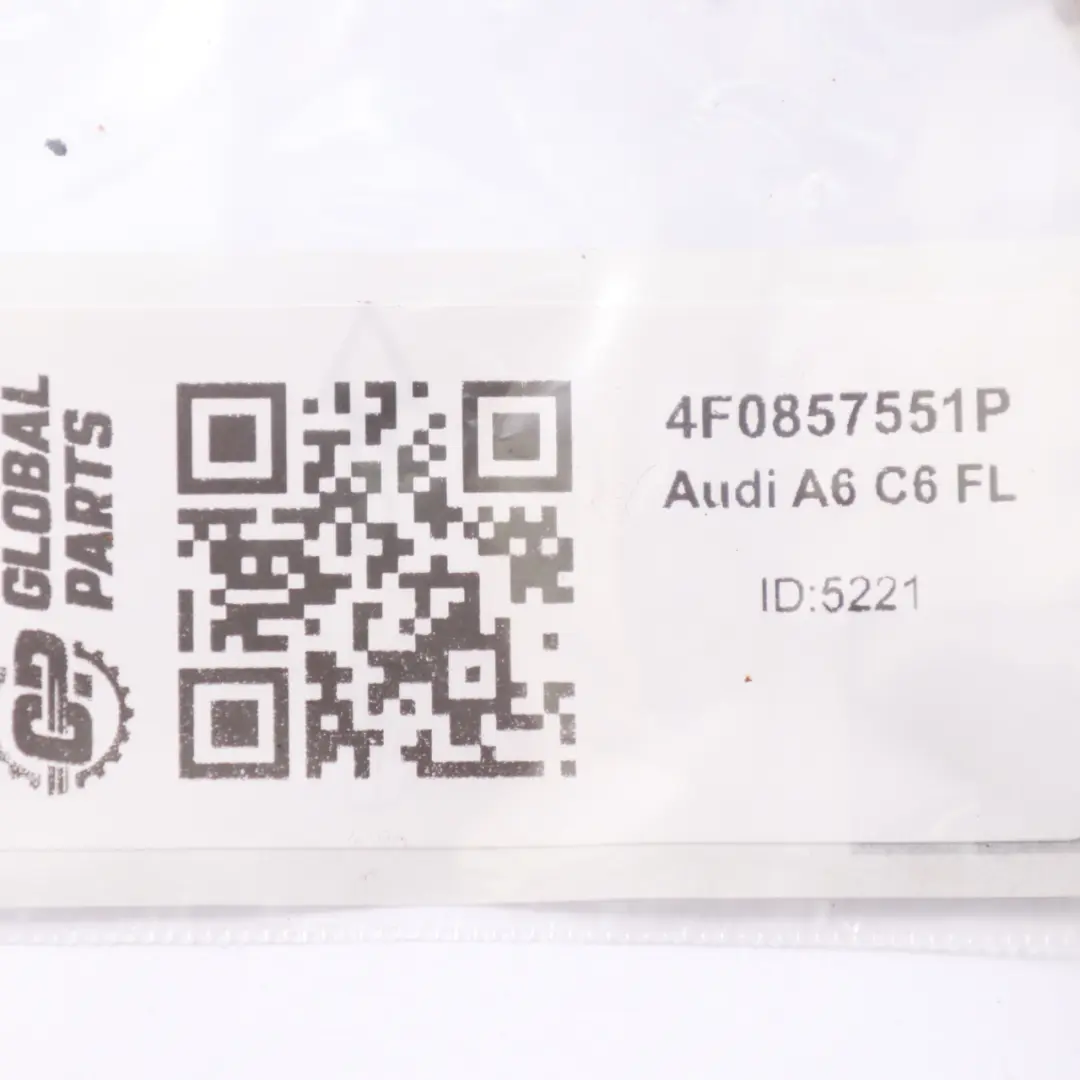 GLOBAL
PARTS
4F0857551P
Audi A6 C6 FL
ID:5221